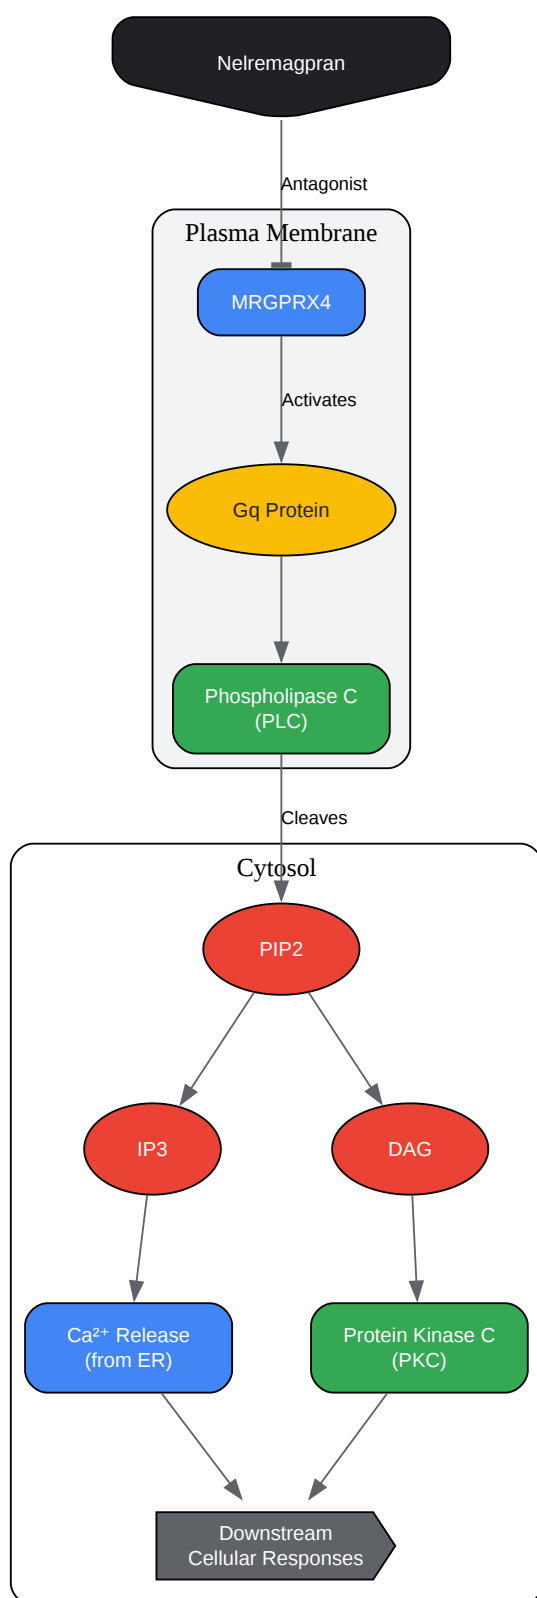 Nelremagpran
Antagonist
Plasma Membrane
MRGPRX4
Activates
Gq Protein
Phospholipase C
(PLC)
Cleaves
Cytosol
PIP2
IP3
DAG
Ca²⁺ Release
(from ER)
Protein Kinase C
(PKC)
Downstream
Cellular Responses